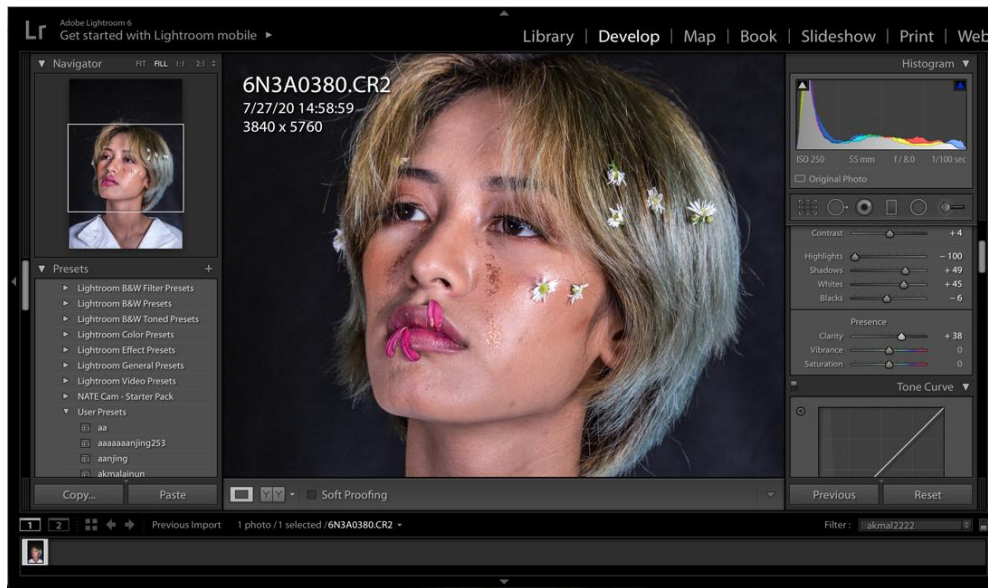 Lr
Adobe Lightroom 6
Get started with Lightroom mobile
Library | Develop | Map | Book | Slideshow | Print | Web
Navigator FIT FILL 1:1 2:1
Presets +
Lightroom B&W Filter Presets
Lightroom B&W Presets
Lightroom B&W Toned Presets
Lightroom Color Presets
Lightroom Effect Presets
Lightroom General Presets
Lightroom Video Presets
NATE Cam - Starter Pack
User Presets
aa
aaaaaaanjing253
aanjing
akmalainun
Copy... Paste
6N3A0380.CR2
7/27/20 14:58:59
3840 x 5760
Y Y Soft Proofing
Histogram
ISO 250 55 mm f / 8.0 1/100 sec
Original Photo
Contrast + 4
Highlights – 100
Shadows + 49
Whites + 45
Blacks – 6
Presence
Clarity + 38
Vibrance 0
Saturation 0
Tone Curve
Previous Reset
1 2 Previous Import 1 photo / 1 selected / 6N3A0380.CR2 Filter : akmal2222